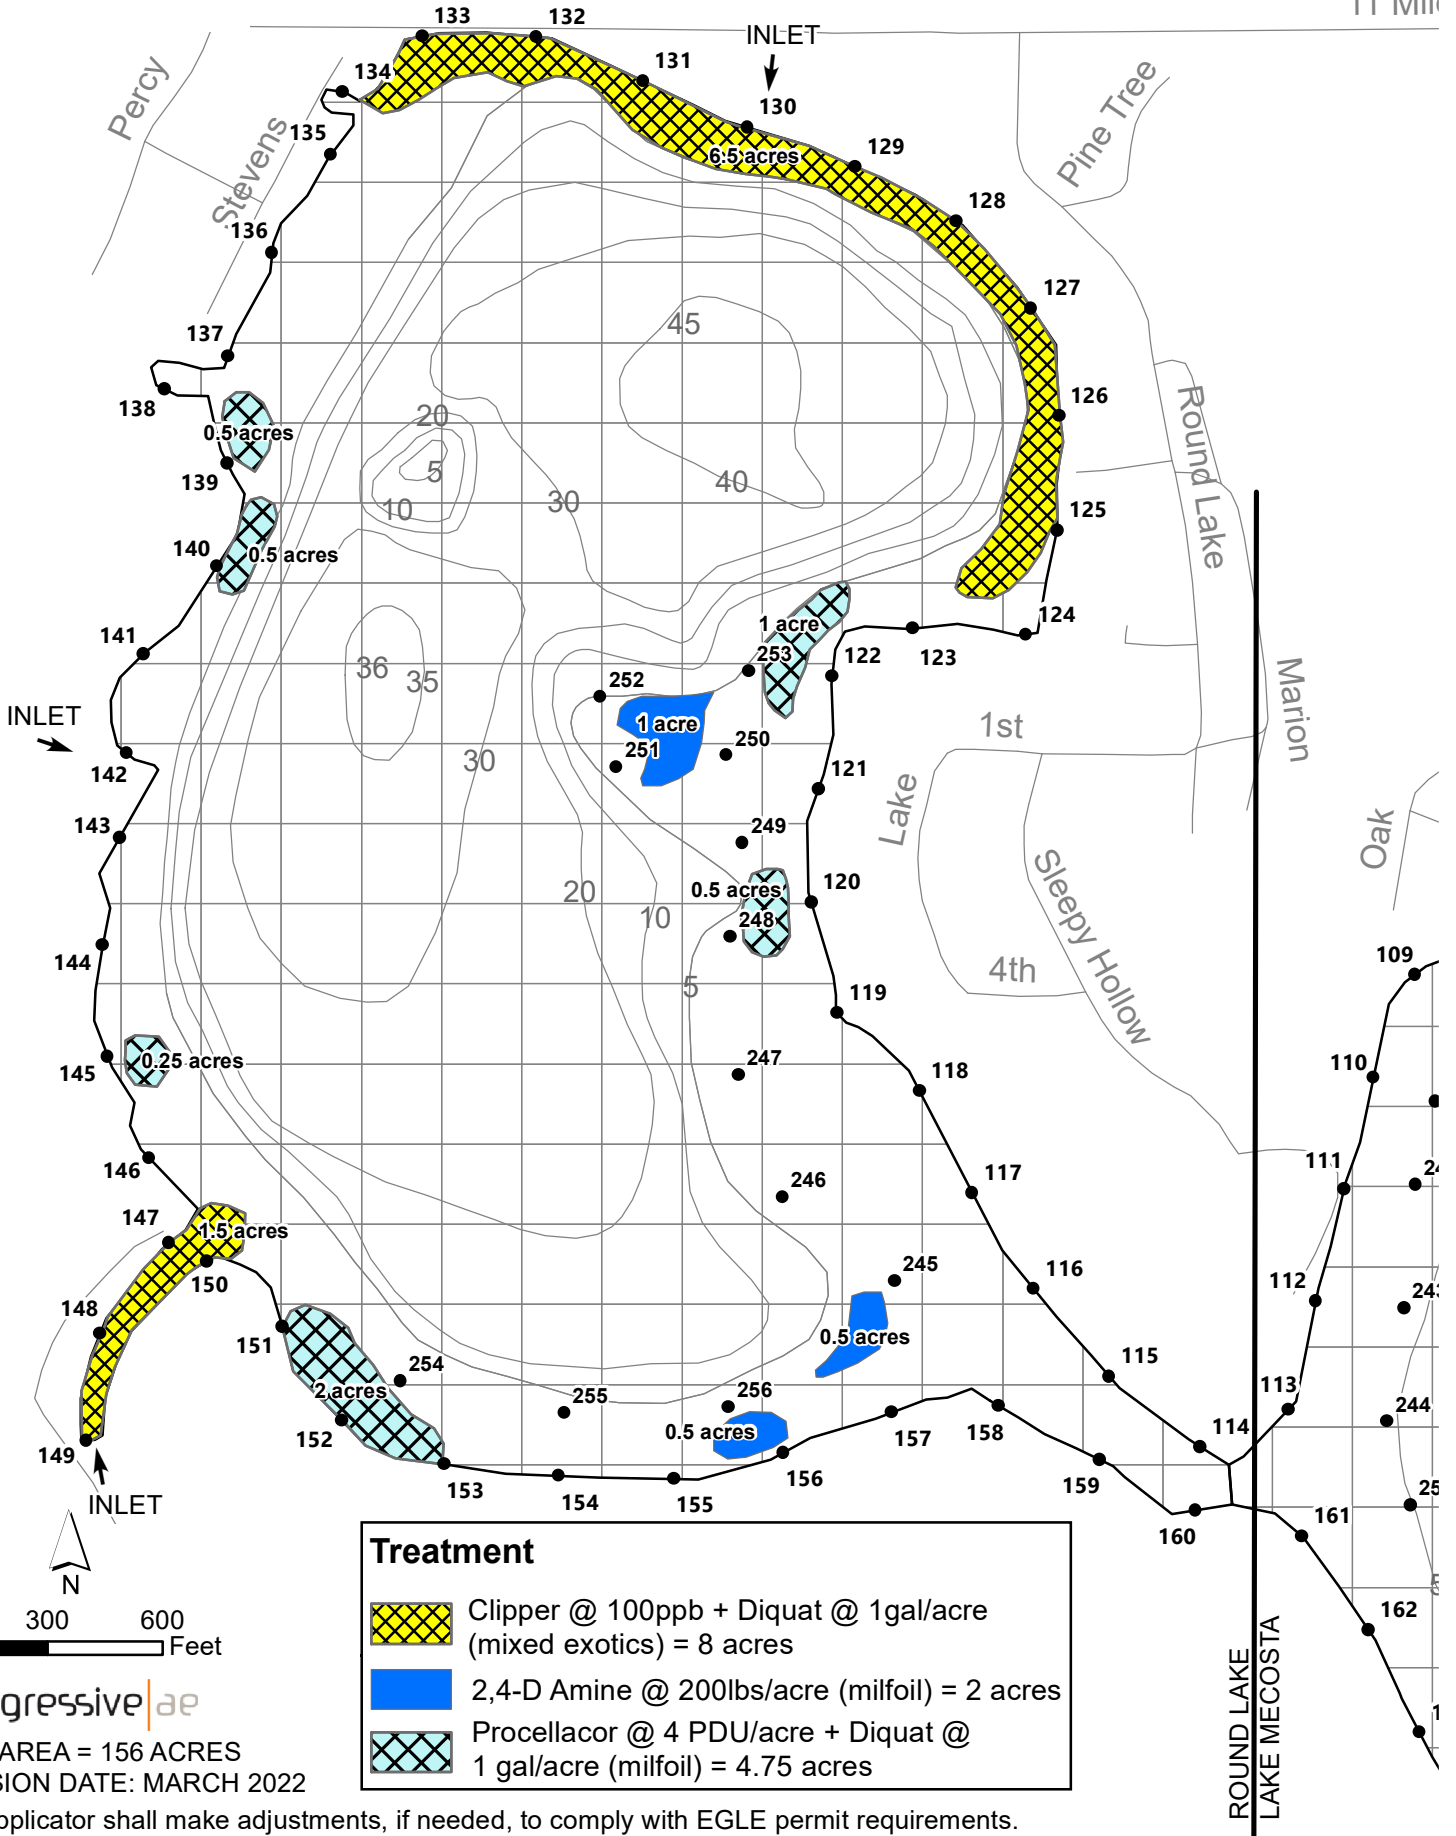 11 Mile
133
132
INLET
131
134
130
Percy
Pine Tree
135
Stevens
129
6.5 acres
128
136
127
137
45
138
20
126
Round Lake
0.5 acres
139
5
40
10
30
125
140
0.5 acres
124
1 acre
141
253
122
123
36
35
252
Marion
INLET
1 acre
1st
250
251
142
30
121
Lake
Oak
143
249
20
0.5 acres
120
Sleepy Hollow
10
248
109
144
4th
5
119
145
0.25 acres
247
118
110
146
246
117
111
147
1.5 acres
150
245
116
112
243
148
151
0.5 acres
254
115
2 acres
255
256
113
244
152
0.5 acres
157
158
114
149
153
156
159
INLET
154
155
160
161
N
162
300
600
Feet
Treatment
Clipper @ 100ppb + Diquat @ 1gal/acre
(mixed exotics) = 8 acres
2,4-D Amine @ 200lbs/acre (milfoil) = 2 acres
Procellacor @ 4 PDU/acre + Diquat @
1 gal/acre (milfoil) = 4.75 acres
ROUND LAKE
LAKE MECOSTA
gressive ae
AREA = 156 ACRES
SION DATE: MARCH 2022
pplicator shall make adjustments, if needed, to comply with EGLE permit requirements.